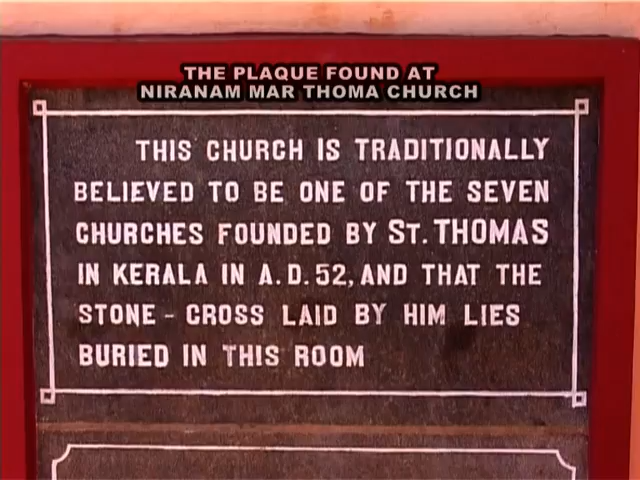 THE PLAQUE FOUND AT
NIRANAM MAR THOMA CHURCH
THIS CHURCH IS TRADITIONALLY
BELIEVED TO BE ONE OF THE SEVEN
CHURCHES FOUNDED BY ST. THOMAS
IN KERALA IN A.D. 52, AND THAT THE
STONE - CROSS LAID BY HIM LIES
BURIED IN THIS ROOM